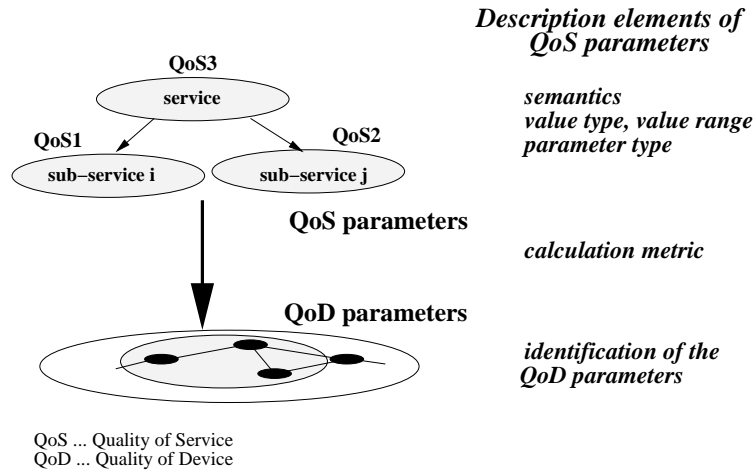 Description elements of
QoS parameters
QoS3
service
semantics
value type, value range
parameter type
QoS1
QoS2
sub−service i
sub−service j
QoS parameters
calculation metric
QoD parameters
identification of the
QoD parameters
QoS ... Quality of Service
QoD ... Quality of Device